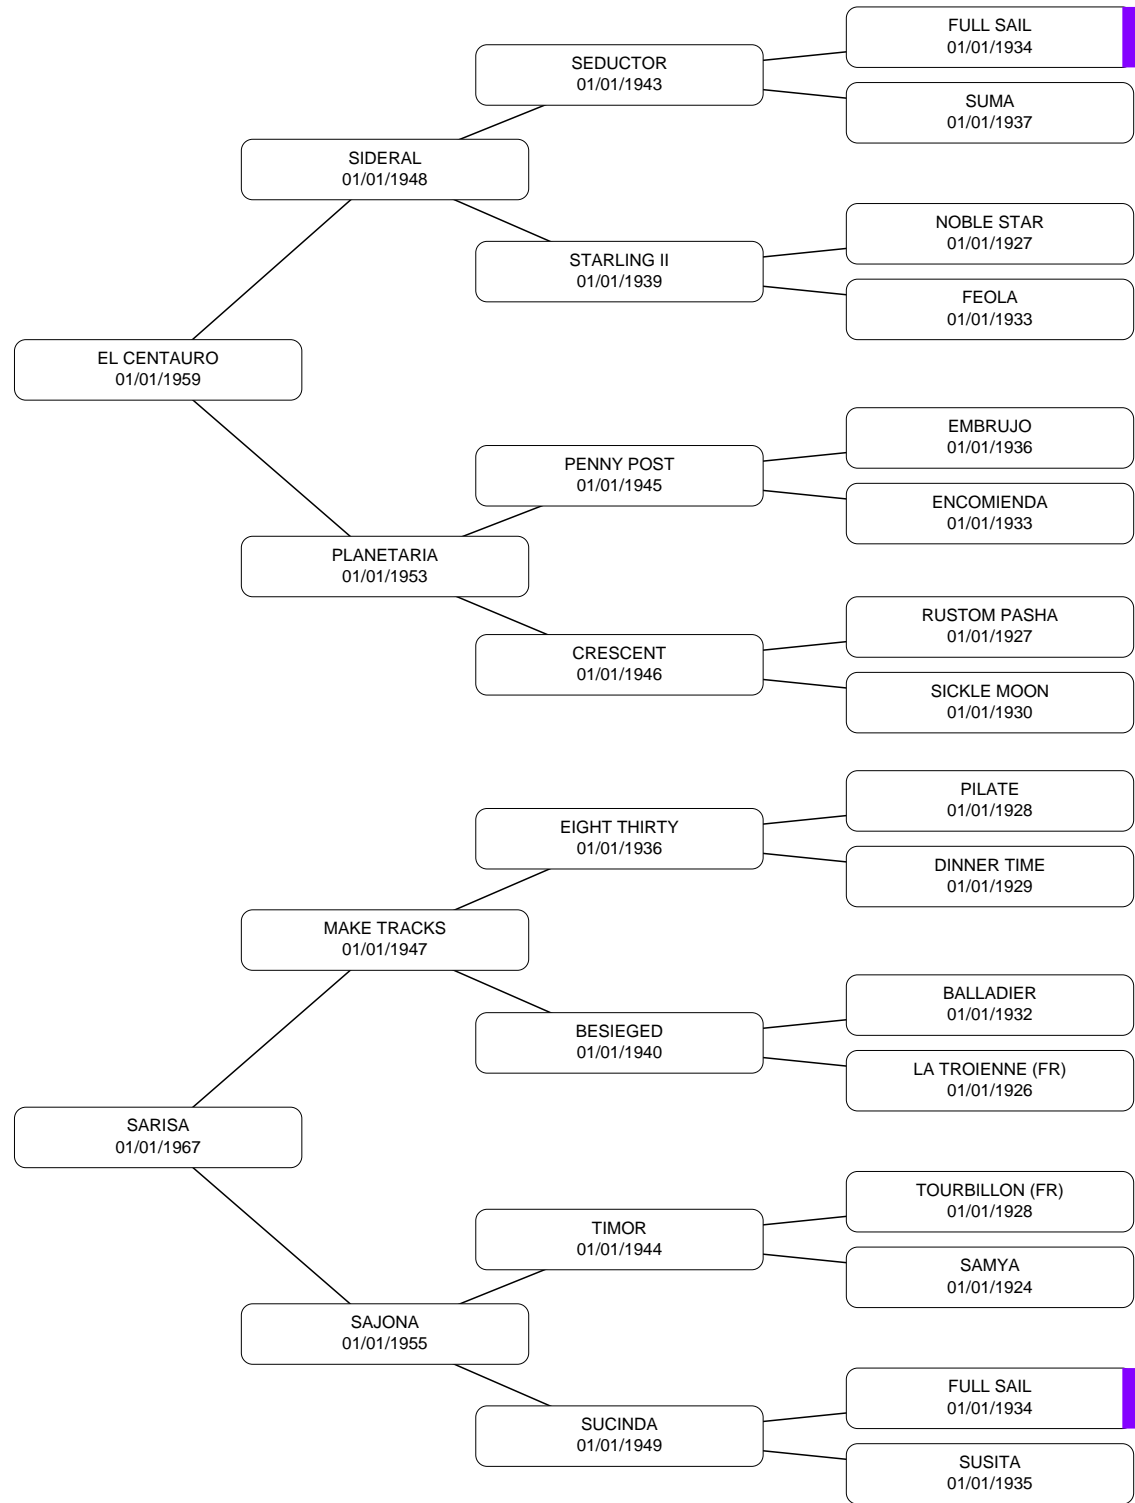 FULL SAIL
01/01/1934
SEDUCTOR
01/01/1943
SUMA
01/01/1937
SIDERAL
01/01/1948
NOBLE STAR
01/01/1927
STARLING II
01/01/1939
FEOLA
01/01/1933
EL CENTAURO
01/01/1959
EMBRUJO
01/01/1936
PENNY POST
01/01/1945
ENCOMIENDA
01/01/1933
PLANETARIA
01/01/1953
RUSTOM PASHA
01/01/1927
CRESCENT
01/01/1946
SICKLE MOON
01/01/1930
PILATE
01/01/1928
EIGHT THIRTY
01/01/1936
DINNER TIME
01/01/1929
MAKE TRACKS
01/01/1947
BALLADIER
01/01/1932
BESIEGED
01/01/1940
LA TROIENNE (FR)
01/01/1926
SARISA
01/01/1967
TOURBILLON (FR)
01/01/1928
TIMOR
01/01/1944
SAMYA
01/01/1924
SAJONA
01/01/1955
FULL SAIL
01/01/1934
SUCINDA
01/01/1949
SUSITA
01/01/1935